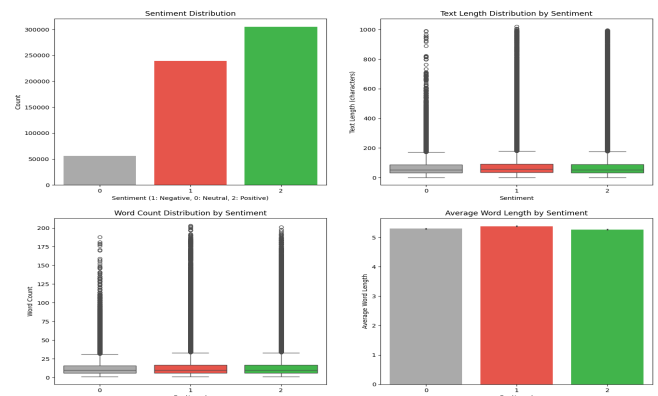 Sentiment Distribution
300000
250000
200000
150000
100000
50000
0
Count
0 1 2
Sentiment (1: Negative, 0: Neutral, 2: Positive)
Text Length Distribution by Sentiment
1000
800
600
400
200
0
Text Length (characters)
0 1 2
Sentiment
Word Count Distribution by Sentiment
200
175
150
125
100
75
50
25
0
Word Count
0 1 2
Average Word Length by Sentiment
5
4
3
2
1
0
Average Word Length
0 1 2